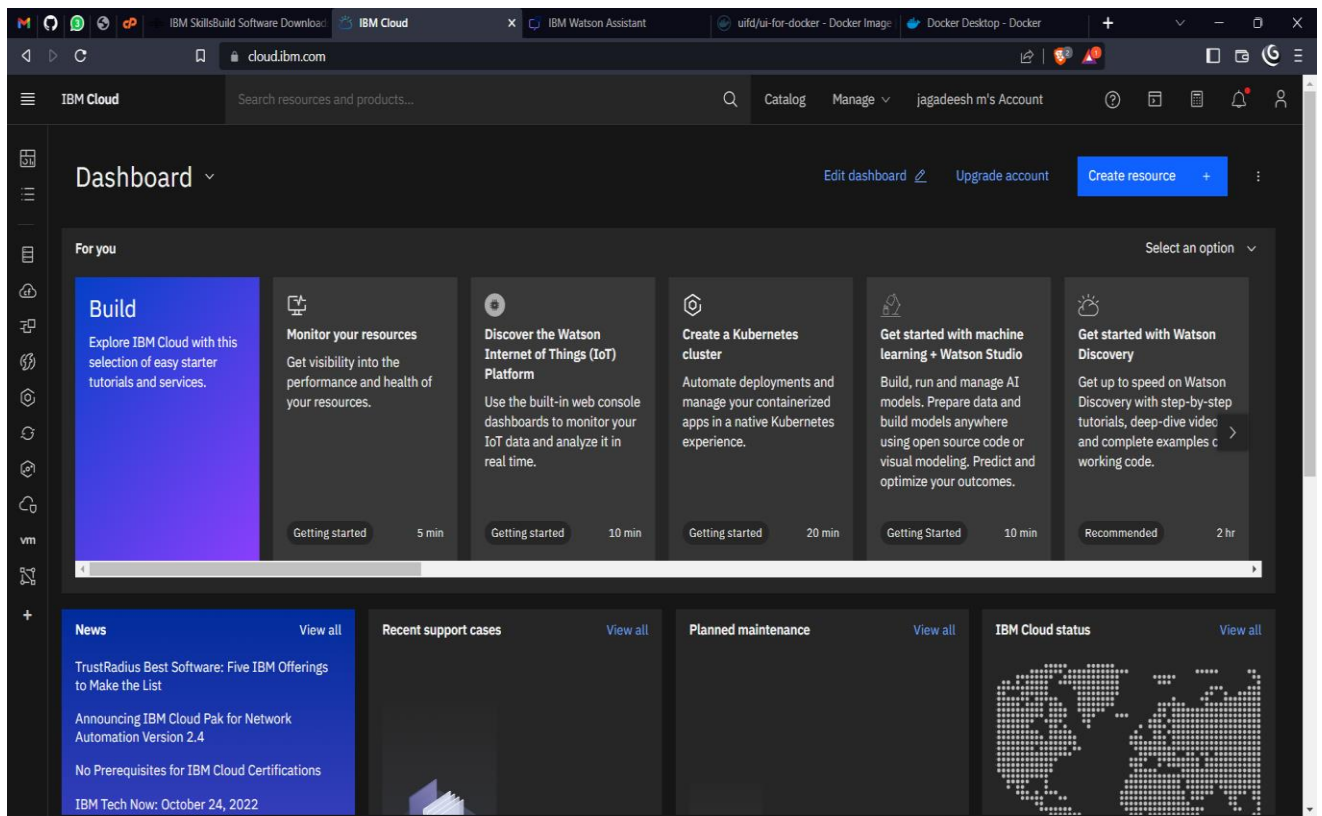 IBM SkillsBuild Software Download
IBM Cloud
IBM Watson Assistant
uifd/ui-for-docker - Docker Image
Docker Desktop - Docker
cloud.ibm.com
IBM Cloud
Search resources and products...
Catalog
Manage
jagadeesh m's Account
Dashboard
Edit dashboard
Upgrade account
Create resource +
For you
Select an option
Build
Explore IBM Cloud with this
selection of easy starter
tutorials and services.
Monitor your resources
Get visibility into the
performance and health of
your resources.
Getting started
5 min
Discover the Watson
Internet of Things (IoT)
Platform
Use the built-in web console
dashboards to monitor your
IoT data and analyze it in
real time.
Getting started
10 min
Create a Kubernetes
cluster
Automate deployments and
manage your containerized
apps in a native Kubernetes
experience.
Getting started
20 min
Get started with machine
learning + Watson Studio
Build, run and manage AI
models. Prepare data and
build models anywhere
using open source code or
visual modeling. Predict and
optimize your outcomes.
Getting Started
10 min
Get started with Watson
Discovery
Get up to speed on Watson
Discovery with step-by-step
tutorials, deep-dive video
and complete examples
working code.
Recommended
2 hr
vm
News
View all
TrustRadius Best Software: Five IBM Offerings
to Make the List
Announcing IBM Cloud Pak for Network
Automation Version 2.4
No Prerequisites for IBM Cloud Certifications
IBM Tech Now: October 24, 2022
Recent support cases
View all
Planned maintenance
View all
IBM Cloud status
View all